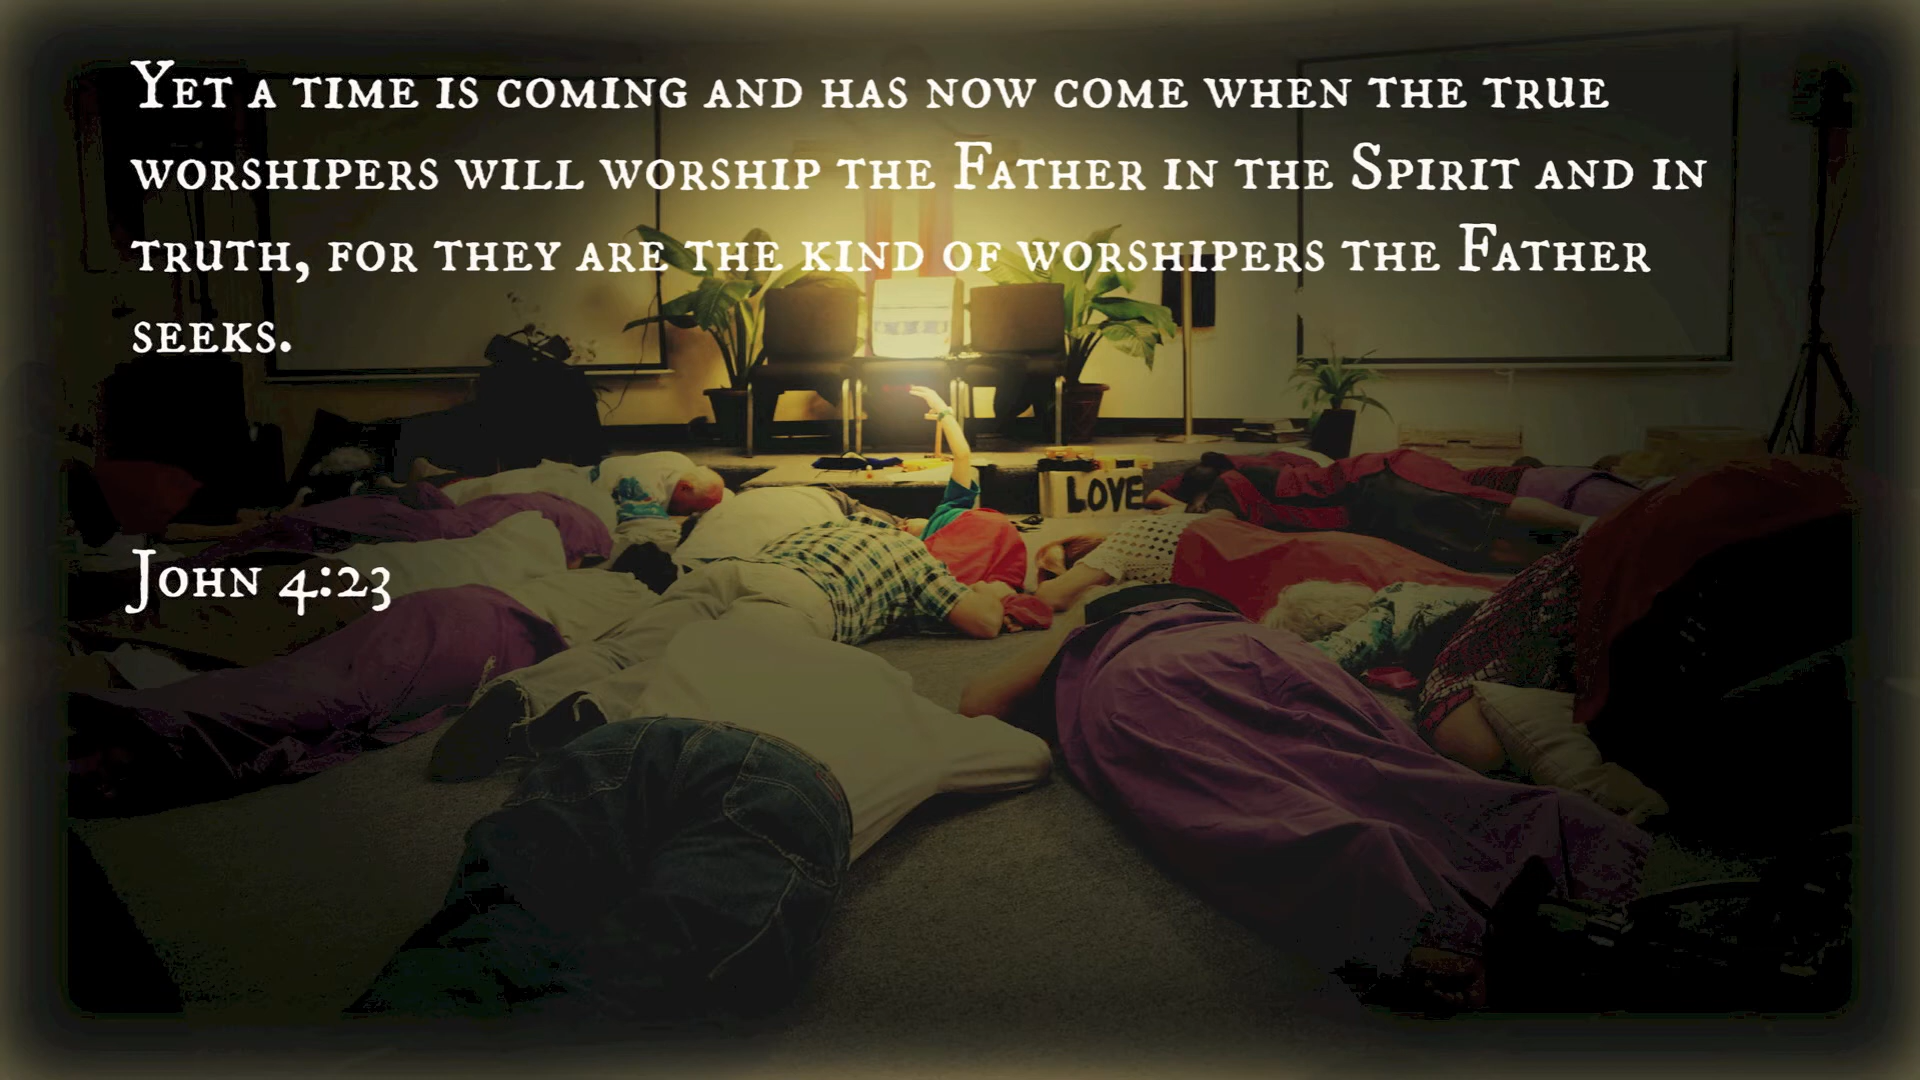 Yet a time is coming and has now come when the true
worshipers will worship the Father in the Spirit and in
truth, for they are the kind of worshipers the Father
seeks.
LOVE
John 4:23